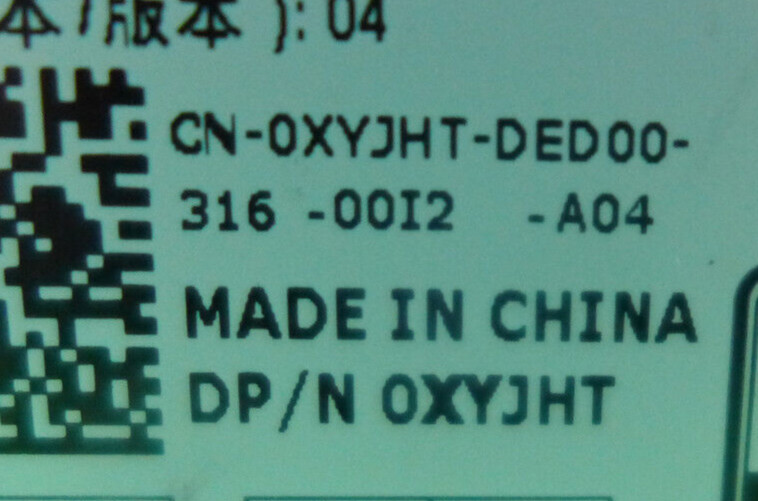 本/版本 ): 04
CN-0XYJHT-DED00-
316 -00I2 -A04
MADE IN CHINA
DP/N 0XYJHT